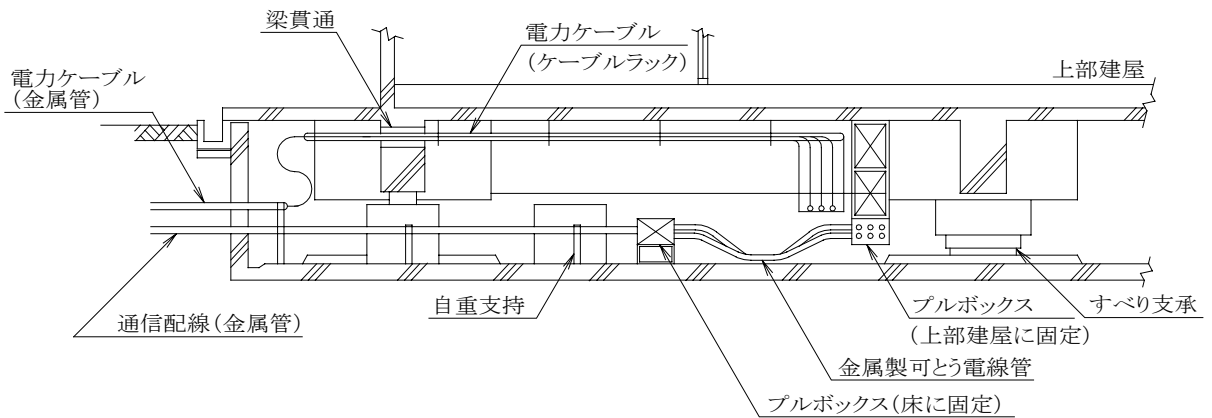 梁貫通
電力ケーブル
(ケーブルラック)
電力ケーブル
(金属管)
上部建屋
自重支持
通信配線(金属管)
プルボックス
(上部建屋に固定)
すべり支承
金属製可とう電線管
プルボックス(床に固定)